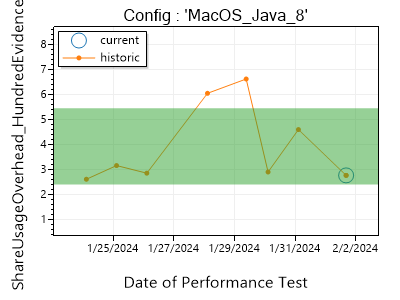 Config : 'MacOS_Java_8'
current
historic
ShareUsageOverhead_HundredEvidence
8
7
6
5
4
3
2
1
1/25/2024
1/27/2024
1/29/2024
1/31/2024
2/2/2024
Date of Performance Test